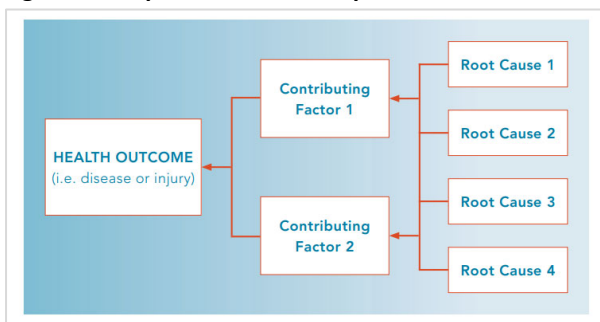 HEALTH OUTCOME
(i.e. disease or injury)
Contributing
Factor 1
Contributing
Factor 2
Root Cause 1
Root Cause 2
Root Cause 3
Root Cause 4